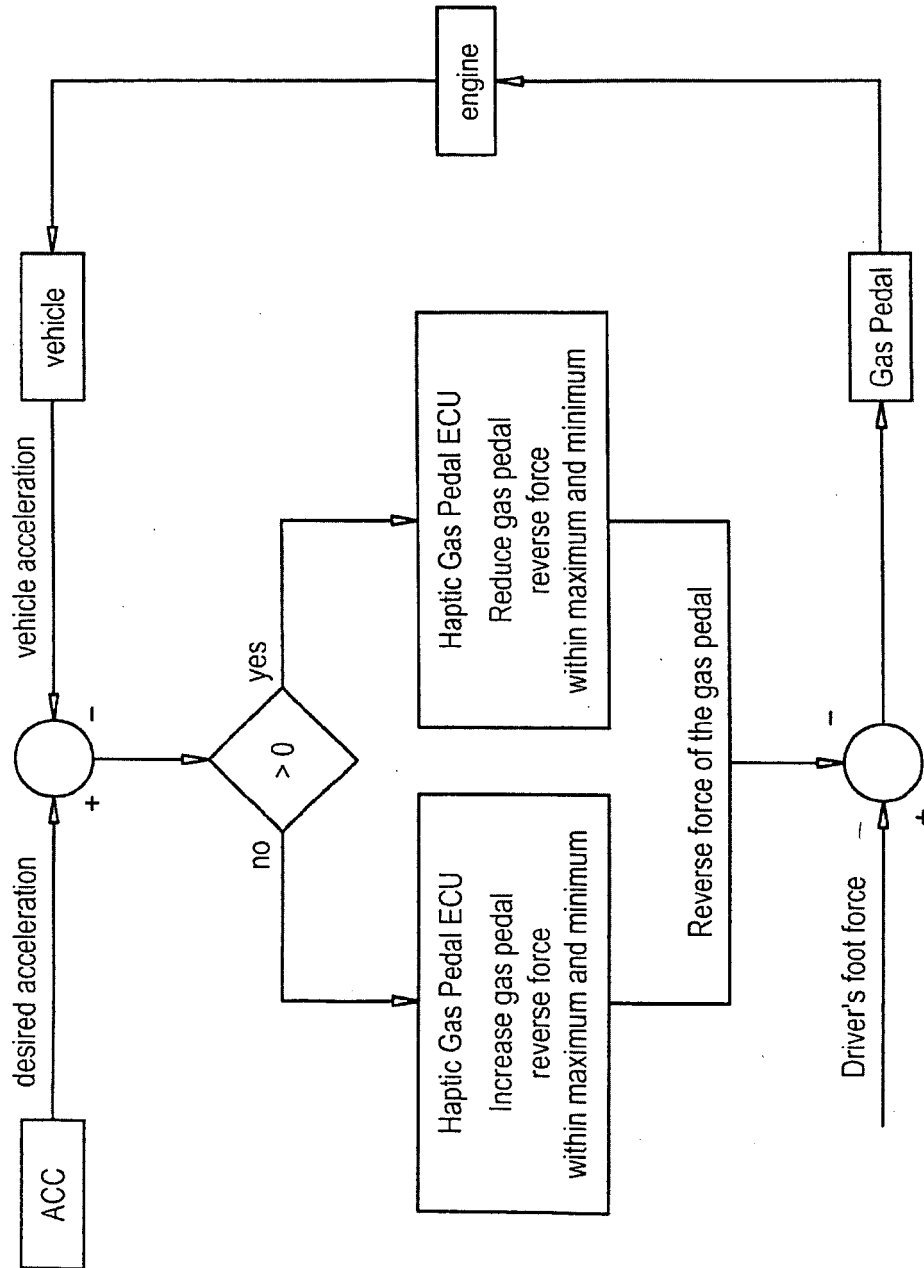 ACC
desired acceleration
+
-
vehicle acceleration
vehicle
engine
> 0
no
yes
Haptic Gas Pedal ECU
Increase gas pedal
reverse force
within maximum and minimum
Haptic Gas Pedal ECU
Reduce gas pedal
reverse force
within maximum and minimum
Reverse force of the gas pedal
Driver's foot force
-
+
-
Gas Pedal